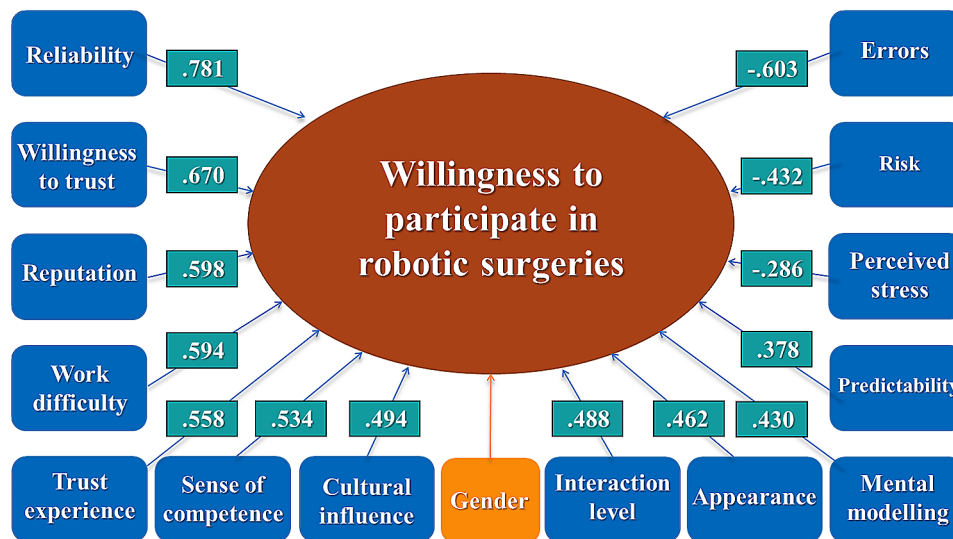 Reliability
.781
Errors
-.603
Willingness
to trust
.670
Willingness to
participate in
robotic surgeries
Risk
-.432
Reputation
.598
Perceived
stress
-.286
Work
difficulty
.594
Predictability
.378
Trust
experience
.558
Sense of
competence
.534
Cultural
influence
.494
Gender
Interaction
level
.488
Appearance
.462
Mental
modelling
.430